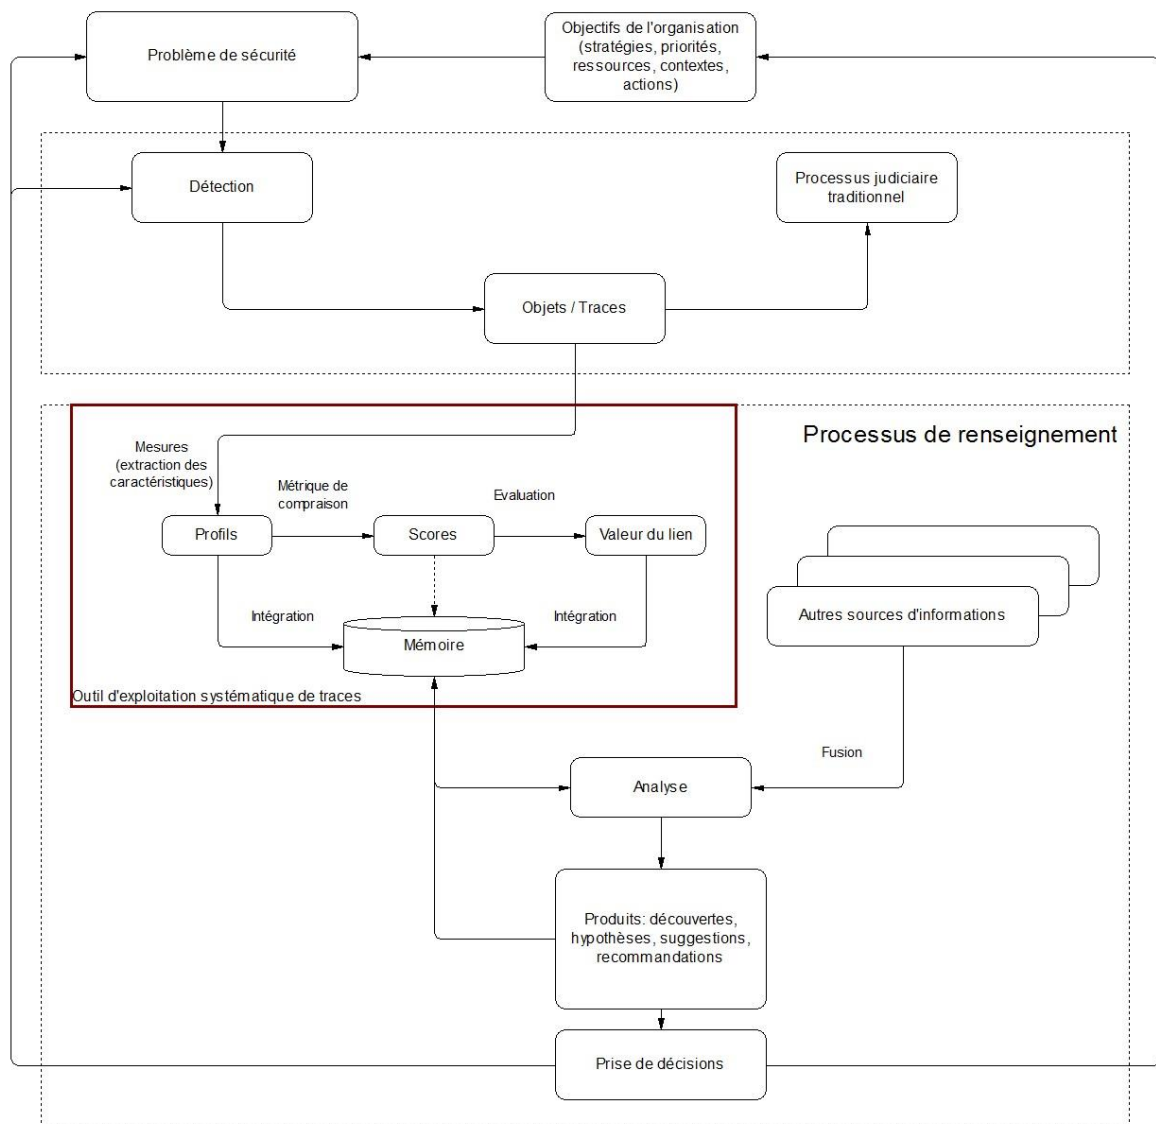 Problème de sécurité
Objectifs de l'organisation
(stratégies, priorités,
ressources, contextes,
actions)
Détection
Processus judiciaire
traditionnel
Objets / Traces
Processus de renseignement
Mesures
(extraction des
caractéristiques)
Métrique de
compraison
Evaluation
Profils
Scores
Valeur du lien
Intégration
Intégration
Mémoire
Autres sources d'informations
Outil d'exploitation systématique de traces
Fusion
Analyse
Produits: découvertes,
hypothèses, suggestions,
recommandations
Prise de décisions